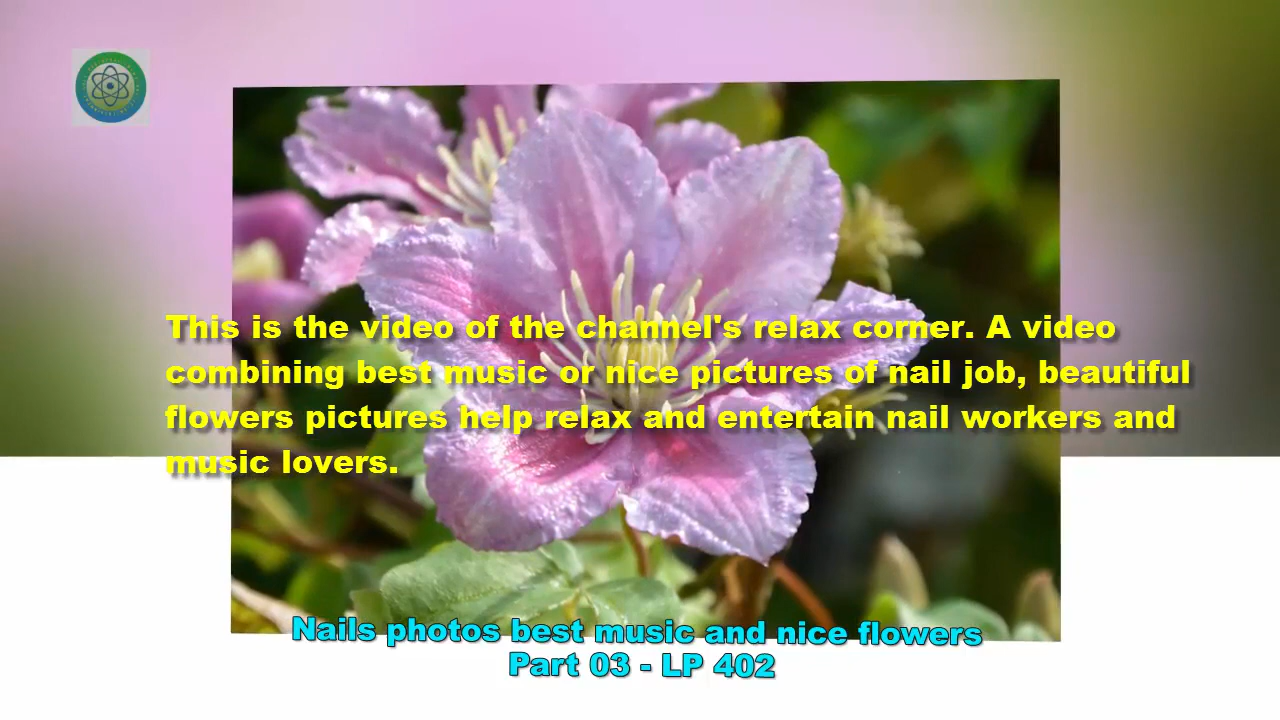 This is the video of the channel's relax corner. A video
combining best music or nice pictures of nail job, beautiful
flowers pictures help relax and entertain nail workers and
music lovers.
Nails photos best music and nice flowers
Part 03 - LP 402